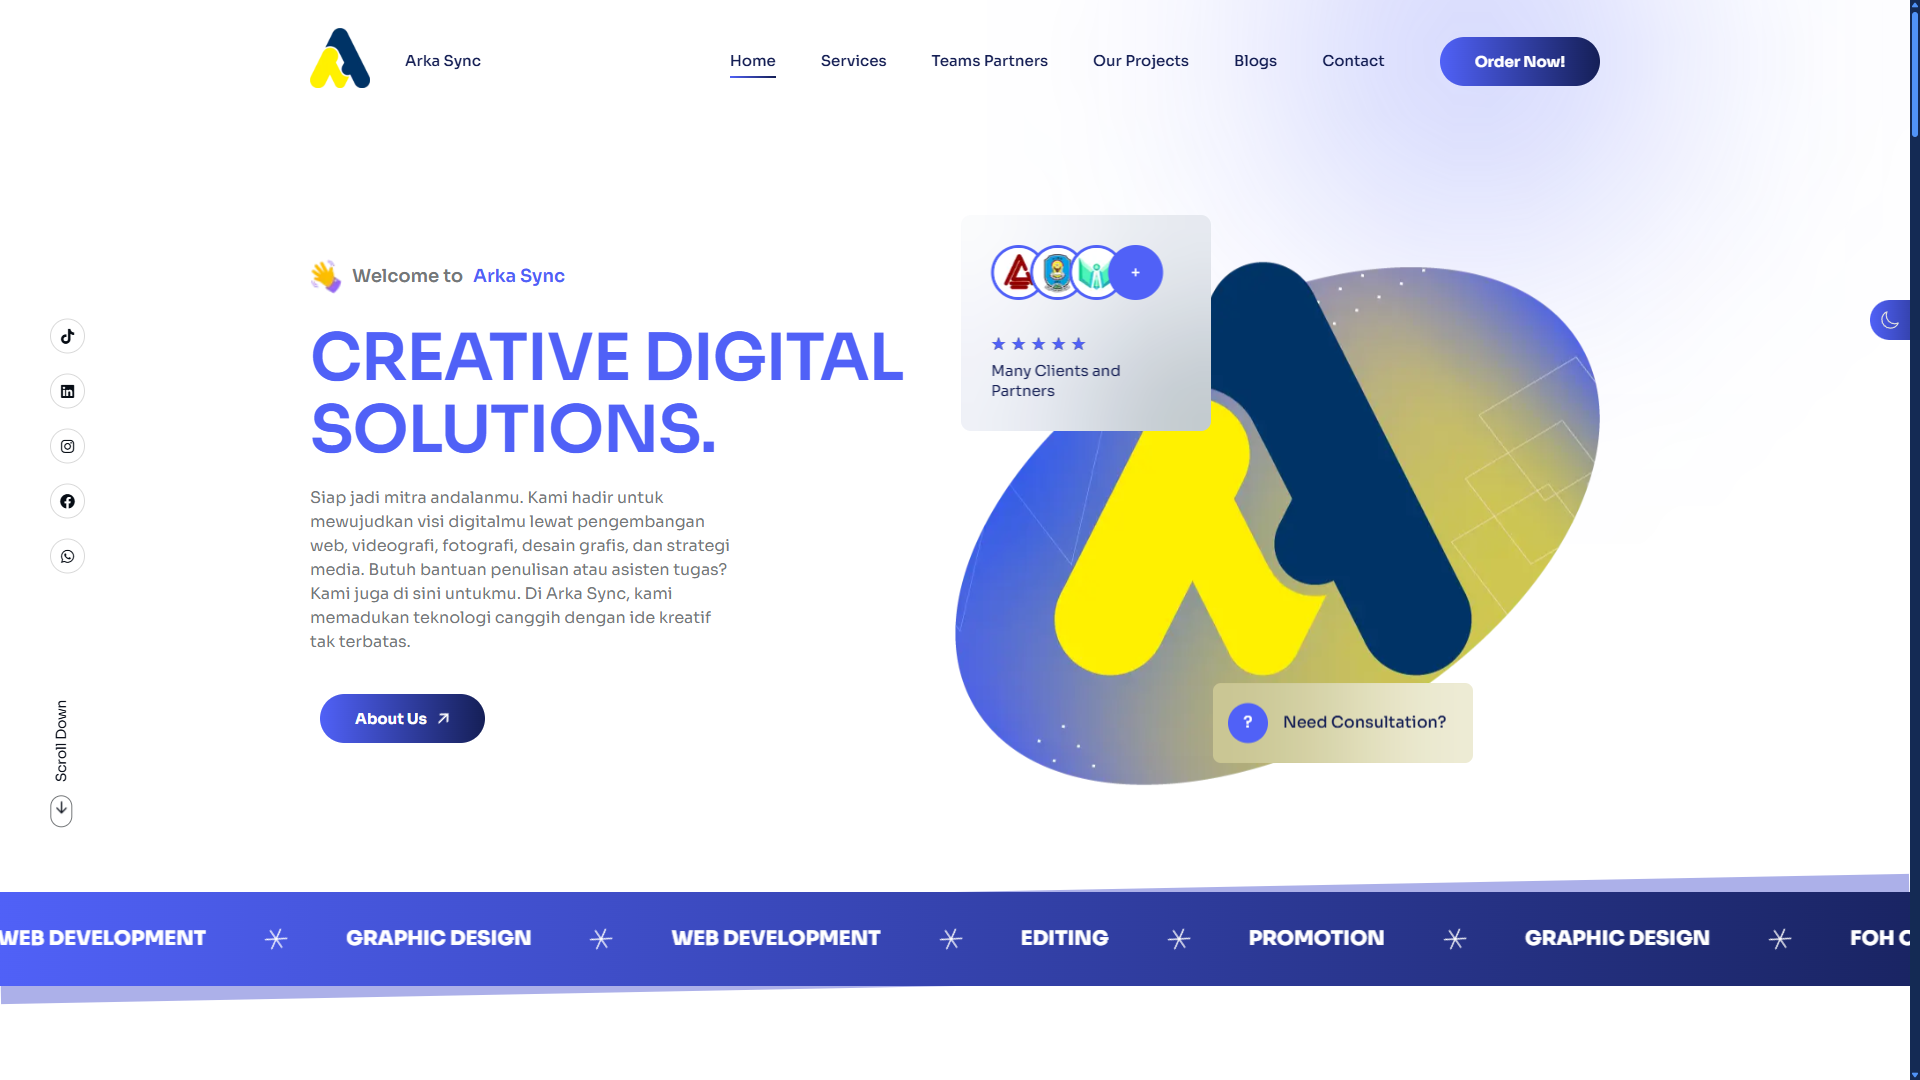 Arka Sync
Home
Services
Teams Partners
Our Projects
Blogs
Contact
Order Now!
Welcome to Arka Sync
CREATIVE DIGITAL
SOLUTIONS.
Siap jadi mitra andalanmu. Kami hadir untuk
mewujudkan visi digitalmu lewat pengembangan
web, videografi, fotografi, desain grafis, dan strategi
media. Butuh bantuan penulisan atau asisten tugas?
Kami juga di sini untukmu. Di Arka Sync, kami
memadukan teknologi canggih dengan ide kreatif
tak terbatas.
About Us
+
Many Clients and
Partners
?
Need Consultation?
Scroll Down
WEB DEVELOPMENT
GRAPHIC DESIGN
WEB DEVELOPMENT
EDITING
PROMOTION
GRAPHIC DESIGN
FOH